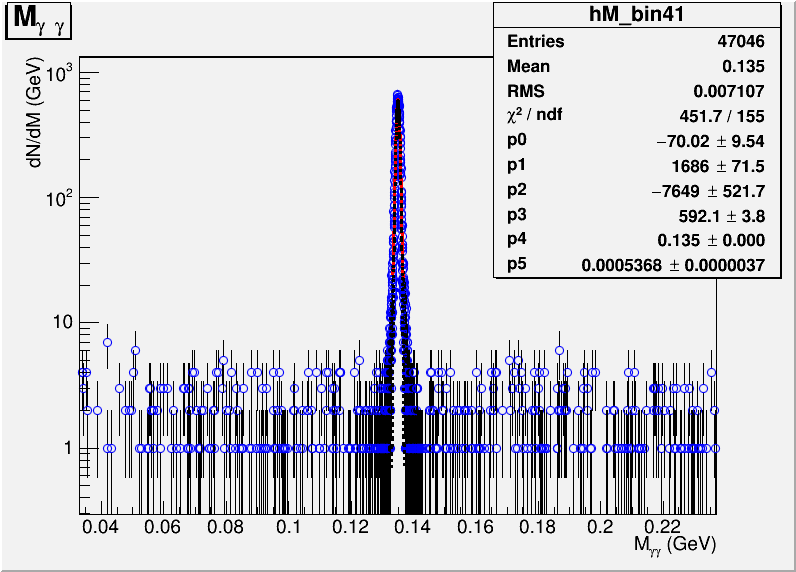 Mγ γ
hM_bin41
Entries 47046
Mean 0.135
RMS 0.007107
χ² / ndf 451.7 / 155
p0 −70.02 ± 9.54
p1 1686 ± 71.5
p2 −7649 ± 521.7
p3 592.1 ± 3.8
p4 0.135 ± 0.000
p5 0.0005368 ± 0.0000037
dN/dM (GeV)
10³
10²
10
1
0.04 0.06 0.08 0.1 0.12 0.14 0.16 0.18 0.2 0.22
Mγγ (GeV)